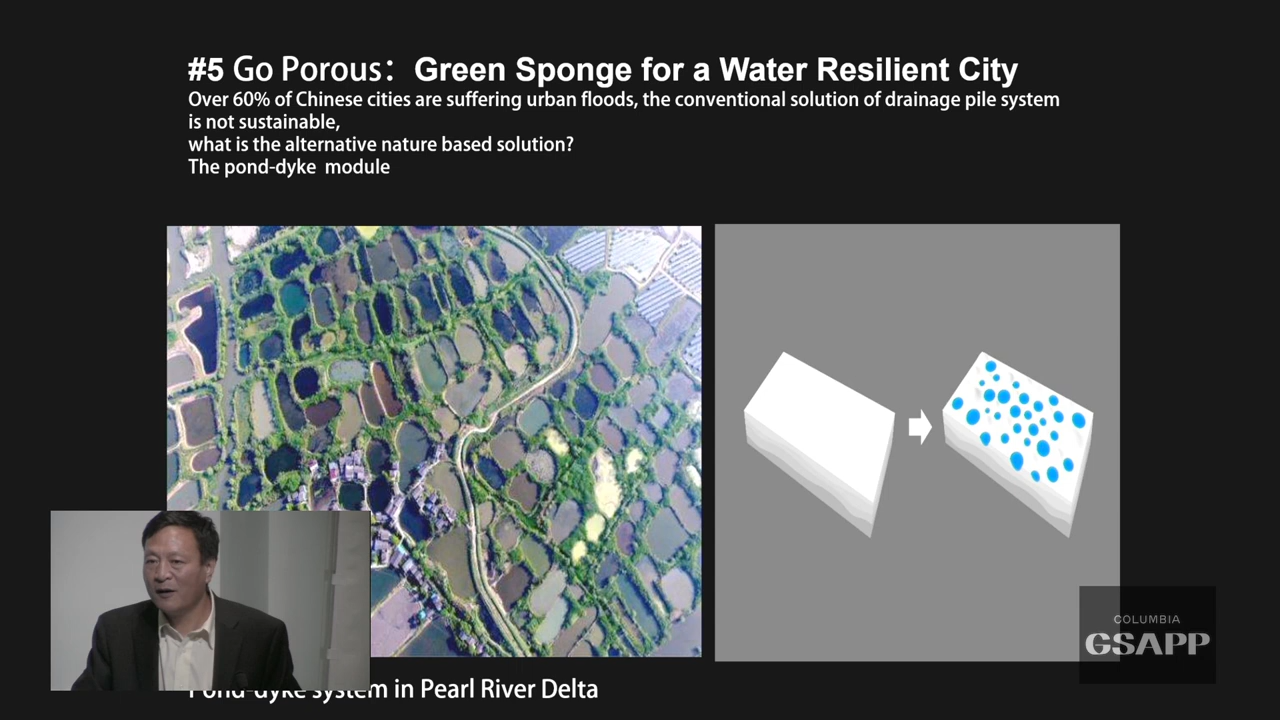 #5 Go Porous: Green Sponge for a Water Resilient City
Over 60% of Chinese cities are suffering urban floods, the conventional solution of drainage pile system
is not sustainable,
what is the alternative nature based solution?
The pond-dyke module
Pond-dyke system in Pearl River Delta
COLUMBIA
GSAPP